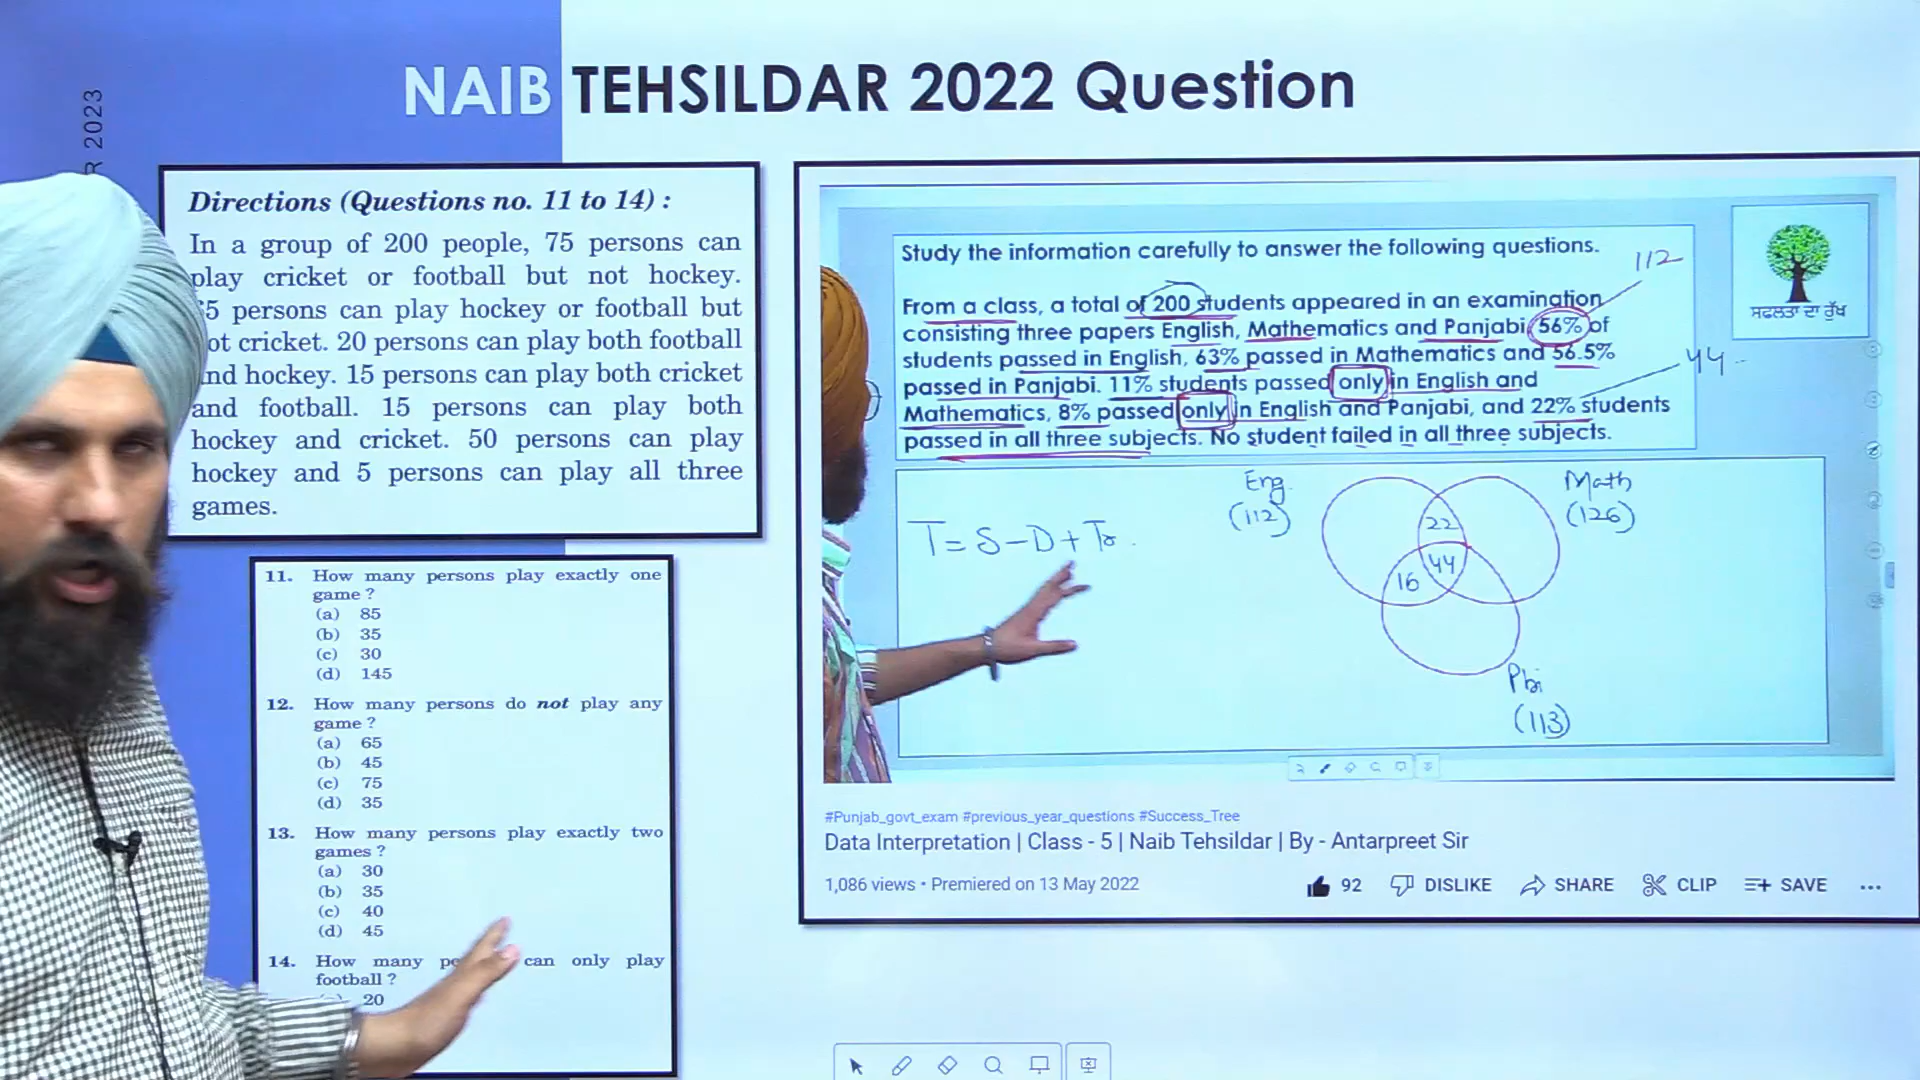 NAIB TEHSILDAR 2022 Question
R 2023
Directions (Questions no. 11 to 14) :
In a group of 200 people, 75 persons can
play cricket or football but not hockey.
5 persons can play hockey or football but
ot cricket. 20 persons can play both football
nd hockey. 15 persons can play both cricket
and football. 15 persons can play both
hockey and cricket. 50 persons can play
hockey and 5 persons can play all three
games.
11. How many persons play exactly one
game ?
(a) 85
(b) 35
(c) 30
(d) 145
12. How many persons do not play any
game ?
(a) 65
(b) 45
(c) 75
(d) 35
13. How many persons play exactly two
games ?
(a) 30
(b) 35
(c) 40
(d) 45
14. How many pe can only play
football ?
20
Study the information carefully to answer the following questions.
112
From a class, a total of 200 students appeared in an examination
consisting three papers English, Mathematics and Panjabi. 56% of
students passed in English, 63% passed in Mathematics and 56.5%
44
passed in Panjabi. 11% students passed only in English and
Mathematics, 8% passed only in English and Panjabi, and 22% students
passed in all three subjects. No student failed in all three subjects.
ਸਫਲਤਾ ਦਾ ਰੁੱਖ
Eng.
(112)
Math
(126)
T = S - D + Tr.
22
44
16
Pbi
(113)
#Punjab_govt_exam #previous_year_questions #Success_Tree
Data Interpretation | Class - 5 | Naib Tehsildar | By - Antarpreet Sir
1,086 views • Premiered on 13 May 2022
92 DISLIKE SHARE CLIP SAVE ...